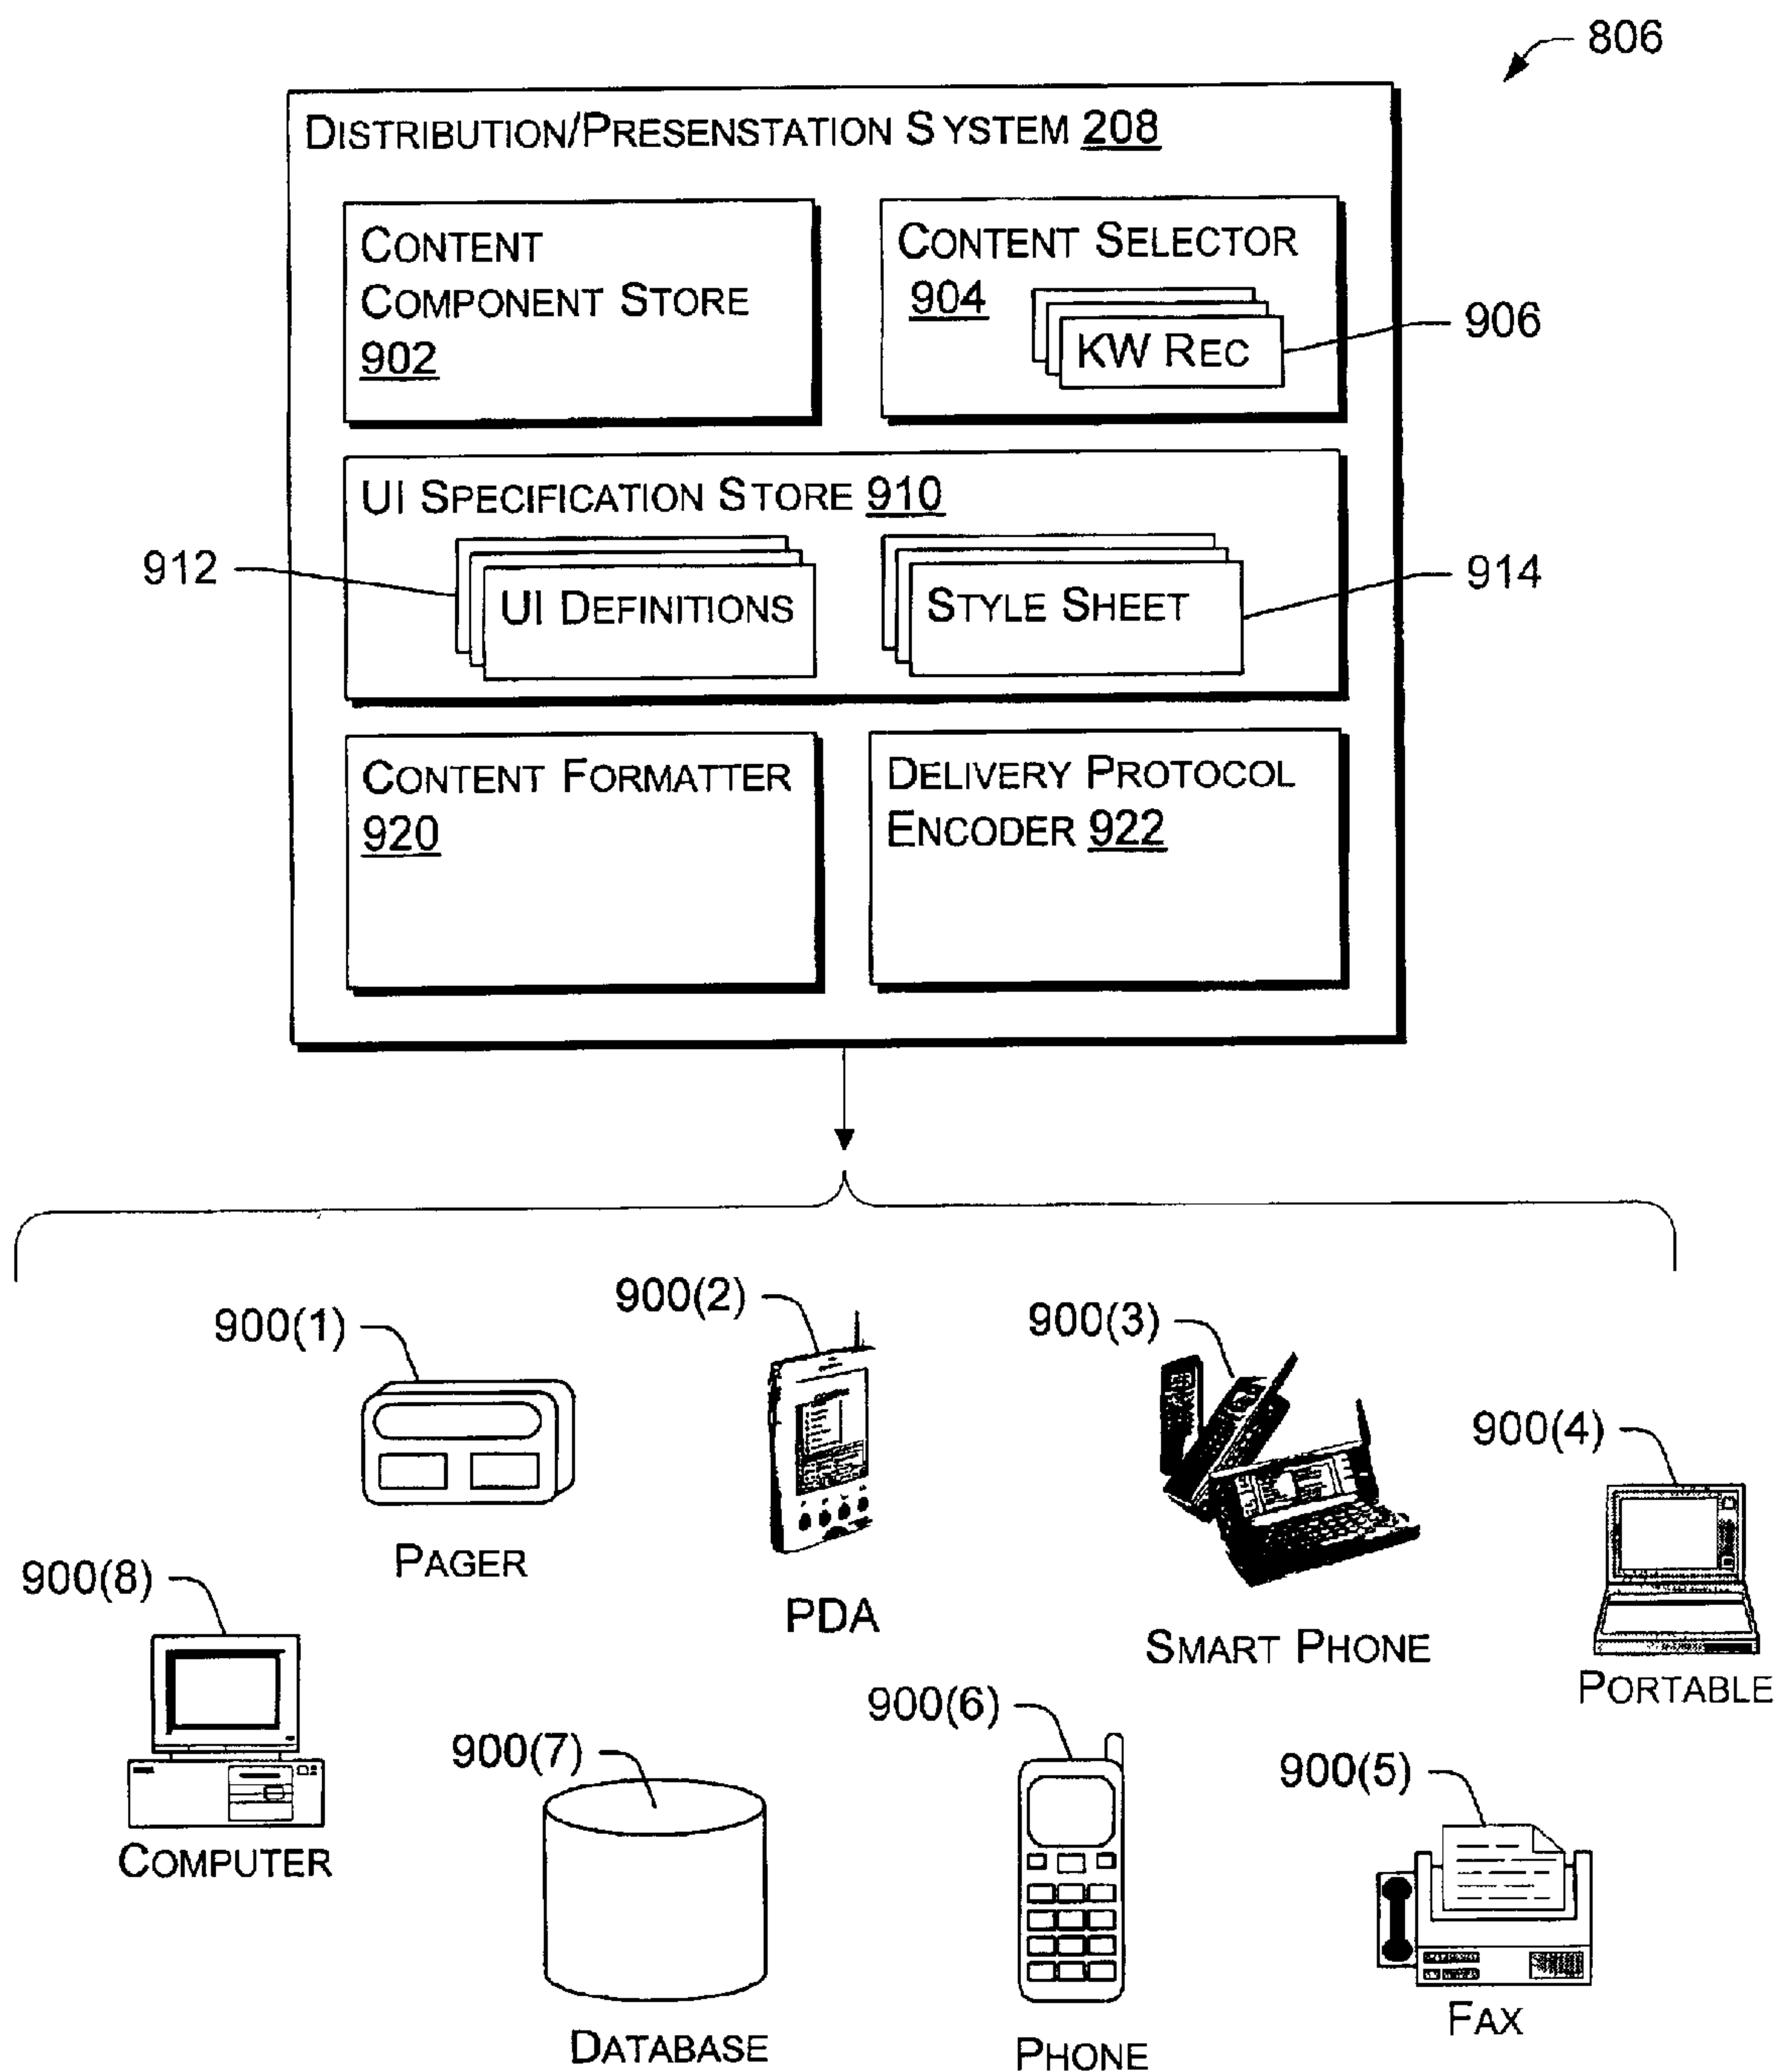 806
DISTRIBUTION/PRESENSTATION SYSTEM 208
CONTENT
COMPONENT STORE
902
CONTENT SELECTOR
904
KW REC
906
UI SPECIFICATION STORE 910
912
UI DEFINITIONS
STYLE SHEET
914
CONTENT FORMATTER
920
DELIVERY PROTOCOL
ENCODER 922
900(1)
PAGER
900(2)
PDA
900(3)
SMART PHONE
900(4)
PORTABLE
900(8)
COMPUTER
900(7)
DATABASE
900(6)
PHONE
900(5)
FAX